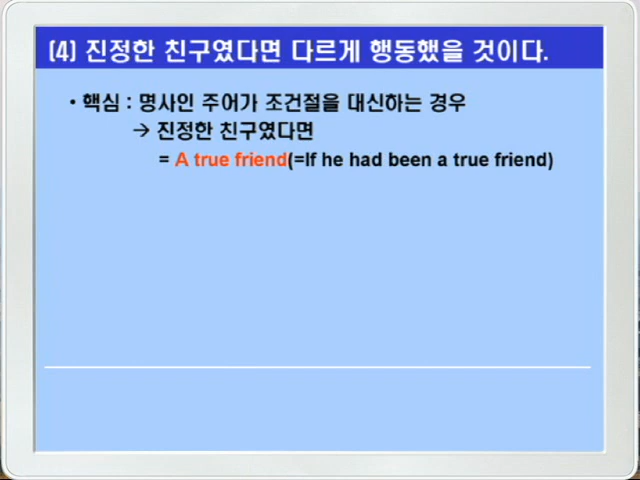 (4) 진정한 친구였다면 다르게 행동했을 것이다.
• 핵심 : 명사인 주어가 조건절을 대신하는 경우
→ 진정한 친구였다면
= A true friend(=If he had been a true friend)